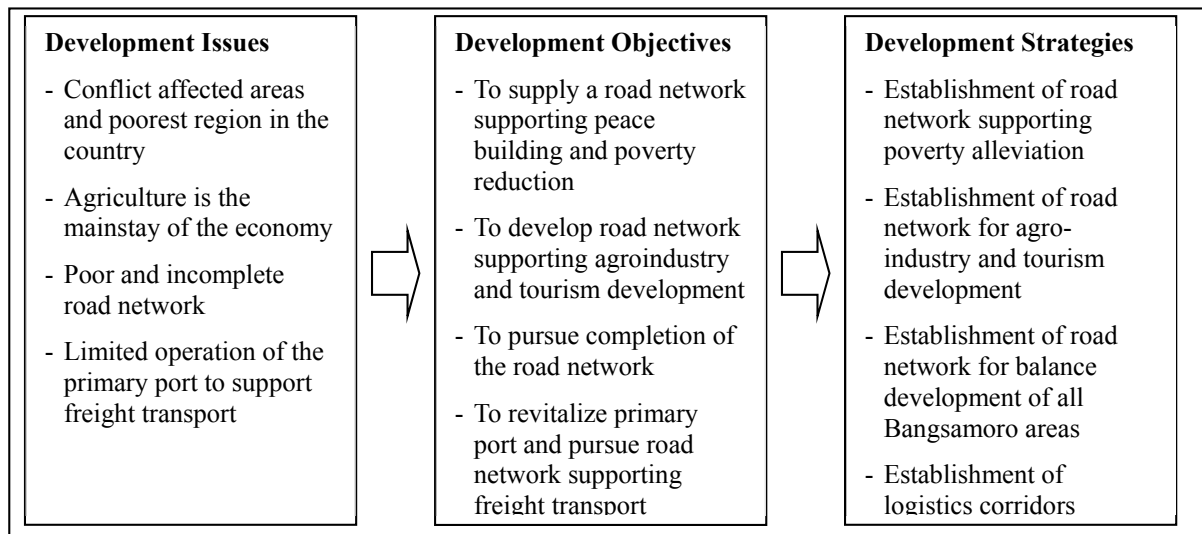 Development Issues
- Conflict affected areas
and poorest region in the
country
- Agriculture is the
mainstay of the economy
- Poor and incomplete
road network
- Limited operation of the
primary port to support
freight transport
Development Objectives
- To supply a road network
supporting peace
building and poverty
reduction
- To develop road network
supporting agroindustry
and tourism development
- To pursue completion of
the road network
- To revitalize primary
port and pursue road
network supporting
freight transport
Development Strategies
- Establishment of road
network supporting
poverty alleviation
- Establishment of road
network for agro-
industry and tourism
development
- Establishment of road
network for balance
development of all
Bangsamoro areas
- Establishment of
logistics corridors